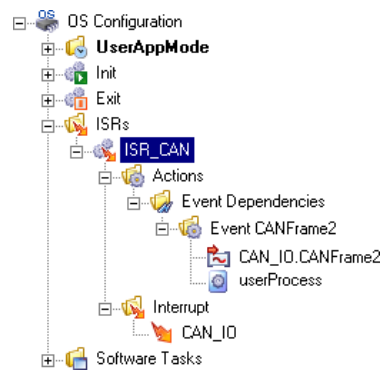 OS
OS Configuration
UserAppMode
Init
Exit
ISRs
ISR_CAN
Actions
Event Dependencies
Event CANFrame2
CAN_IO.CANFrame2
userProcess
Interrupt
CAN_IO
Software Tasks